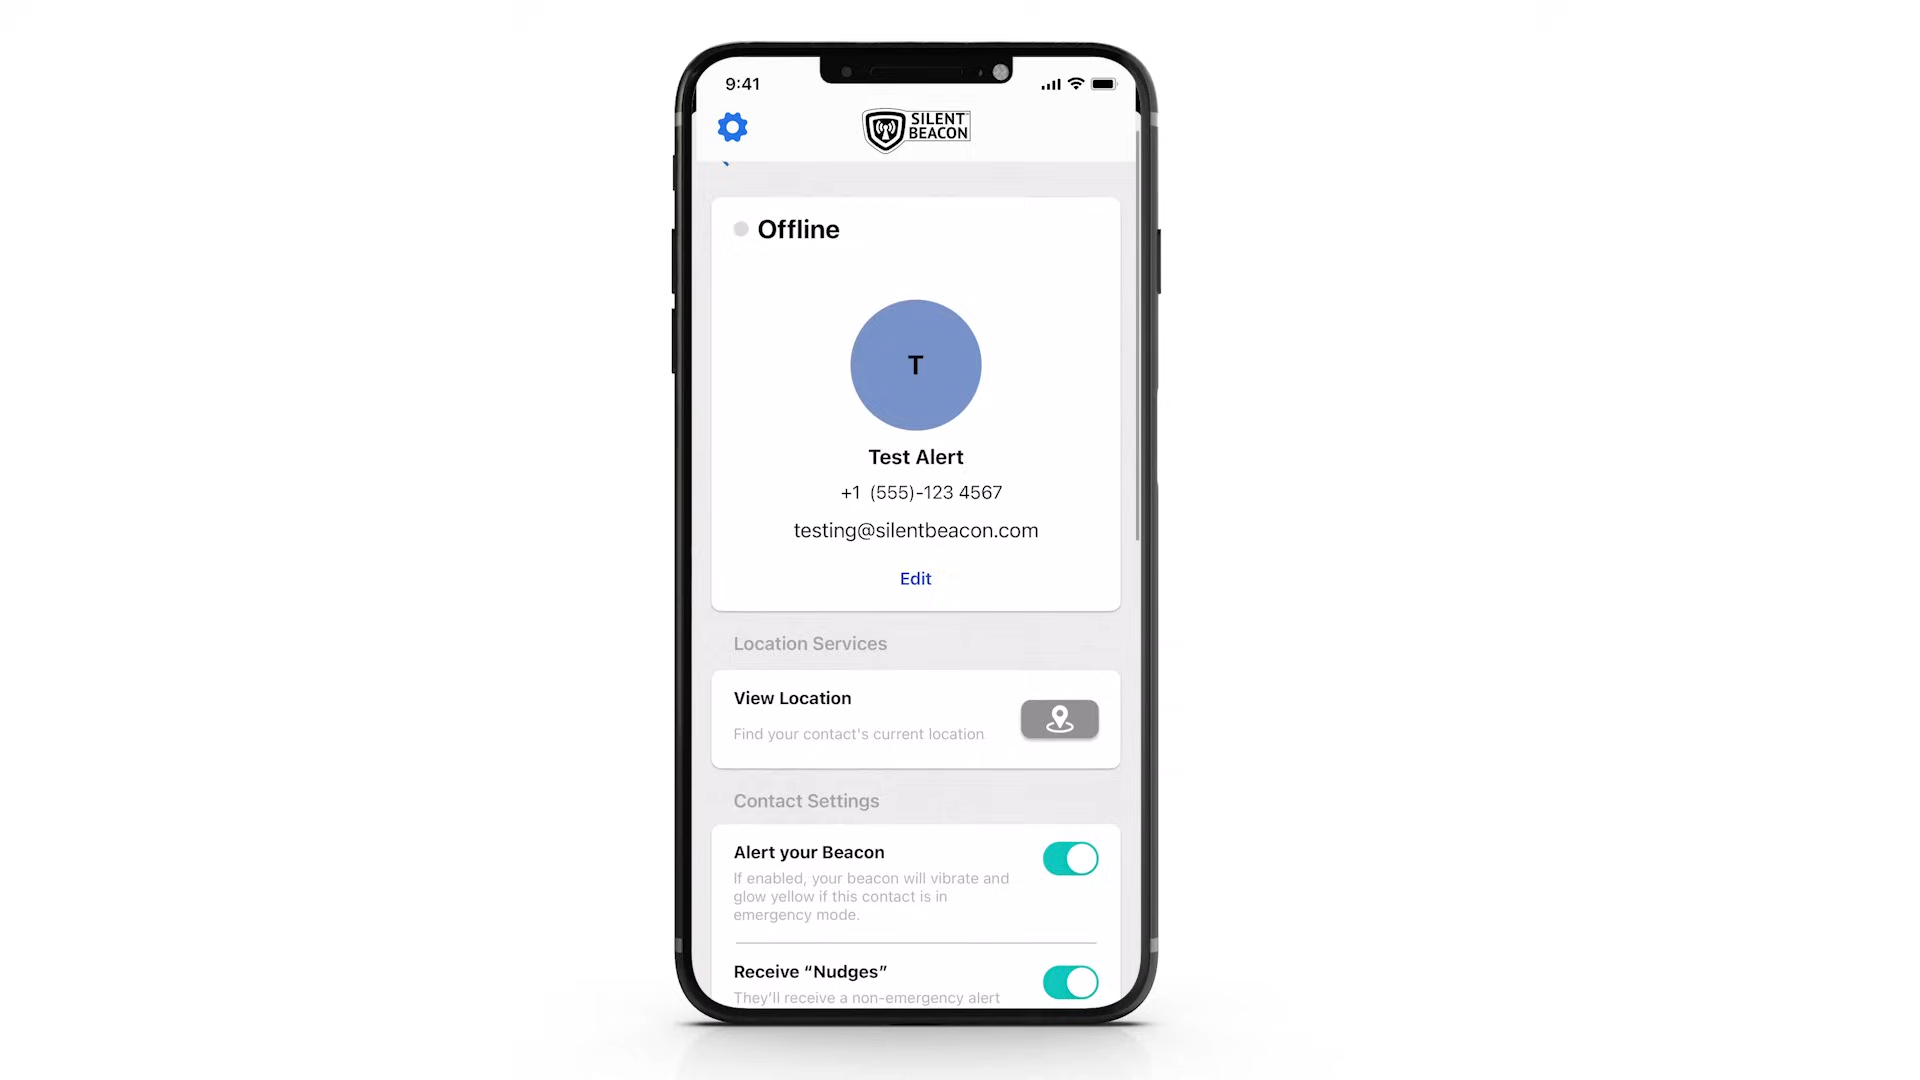 9:41
SILENT
BEACON
Offline
T
Test Alert
+1 (555)-123 4567
testing@silentbeacon.com
Edit
Location Services
View Location
Find your contact's current location
Contact Settings
Alert your Beacon
If enabled, your beacon will vibrate and
glow yellow if this contact is in
emergency mode.
Receive “Nudges”
They’ll receive a non-emergency alert